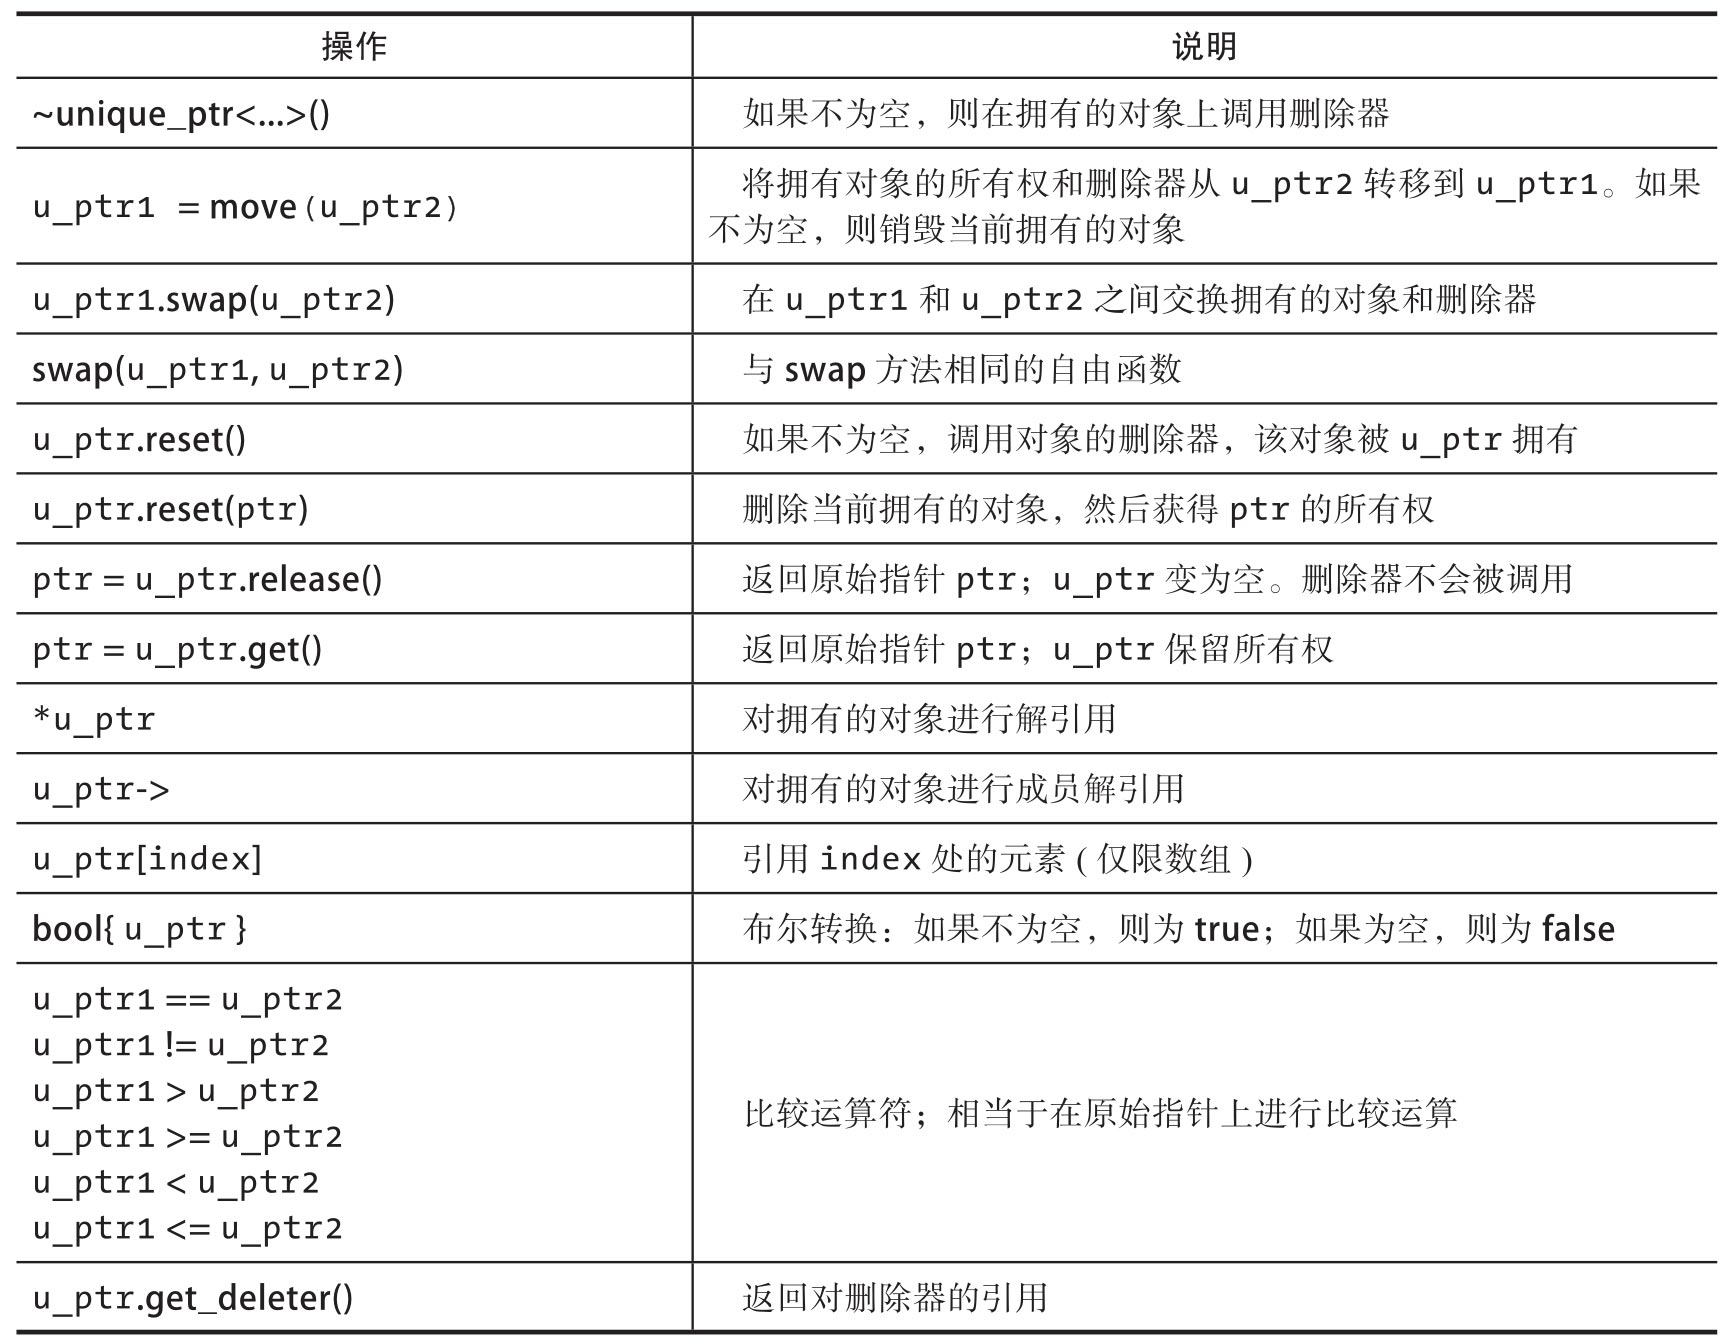 操作	说明
~unique_ptr<...>()	如果不为空，则在拥有的对象上调用删除器
u_ptr1 = move(u_ptr2)	将拥有对象的所有权和删除器从 u_ptr2 转移到 u_ptr1。如果
不为空，则销毁当前拥有的对象
u_ptr1.swap(u_ptr2)	在 u_ptr1 和 u_ptr2 之间交换拥有的对象和删除器
swap(u_ptr1, u_ptr2)	与 swap 方法相同的自由函数
u_ptr.reset()	如果不为空，调用对象的删除器，该对象被 u_ptr 拥有
u_ptr.reset(ptr)	删除当前拥有的对象，然后获得 ptr 的所有权
ptr = u_ptr.release()	返回原始指针 ptr；u_ptr 变为空。删除器不会被调用
ptr = u_ptr.get()	返回原始指针 ptr；u_ptr 保留所有权
*u_ptr	对拥有的对象进行解引用
u_ptr->	对拥有的对象进行成员解引用
u_ptr[index]	引用 index 处的元素 ( 仅限数组 )
bool{ u_ptr }	布尔转换：如果不为空，则为 true；如果为空，则为 false
u_ptr1 == u_ptr2
u_ptr1 != u_ptr2
u_ptr1 > u_ptr2
u_ptr1 >= u_ptr2
u_ptr1 < u_ptr2
u_ptr1 <= u_ptr2
比较运算符；相当于在原始指针上进行比较运算
u_ptr.get_deleter()	返回对删除器的引用